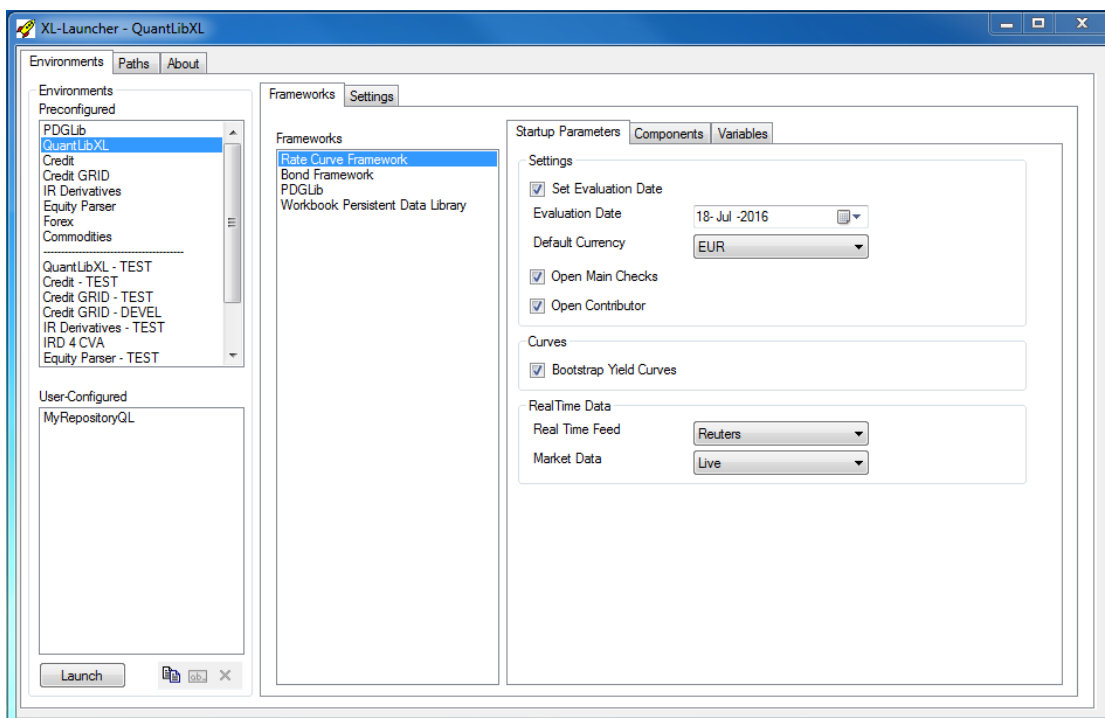 XL-Launcher - QuantLibXL
Environments Paths About
Environments
Preconfigured
PDGLib
QuantLibXL
Credit
Credit GRID
IR Derivatives
Equity Parser
Forex
Commodities
----------------------------------------
QuantLibXL - TEST
Credit - TEST
Credit GRID - TEST
Credit GRID - DEVEL
IR Derivatives - TEST
IRD 4 CVA
Equity Parser - TEST
User-Configured
MyRepositoryQL
Launch
ab.
Frameworks Settings
Frameworks
Rate Curve Framework
Bond Framework
PDGLib
Workbook Persistent Data Library
Startup Parameters Components Variables
Settings
Set Evaluation Date
Evaluation Date 18- Jul -2016
Default Currency EUR
Open Main Checks
Open Contributor
Curves
Bootstrap Yield Curves
RealTime Data
Real Time Feed Reuters
Market Data Live